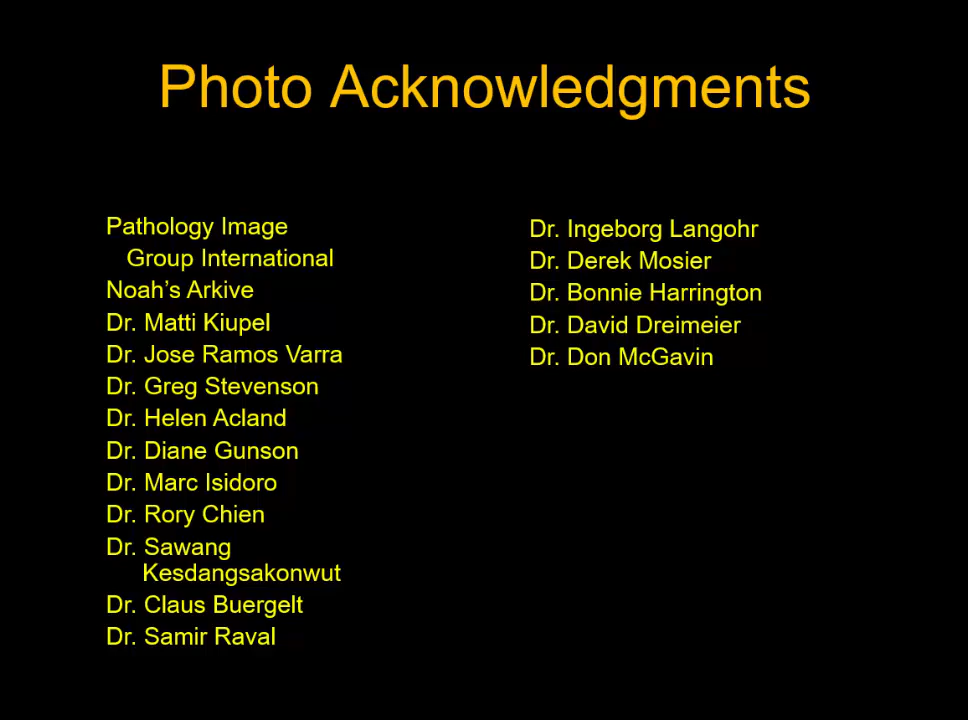 Photo Acknowledgments
Pathology Image
Group International
Noah's Arkive
Dr. Matti Kiupel
Dr. Jose Ramos Varra
Dr. Greg Stevenson
Dr. Helen Acland
Dr. Diane Gunson
Dr. Marc Isidoro
Dr. Rory Chien
Dr. Sawang
Kesdangsakonwut
Dr. Claus Buergelt
Dr. Samir Raval
Dr. Ingeborg Langohr
Dr. Derek Mosier
Dr. Bonnie Harrington
Dr. David Dreimeier
Dr. Don McGavin